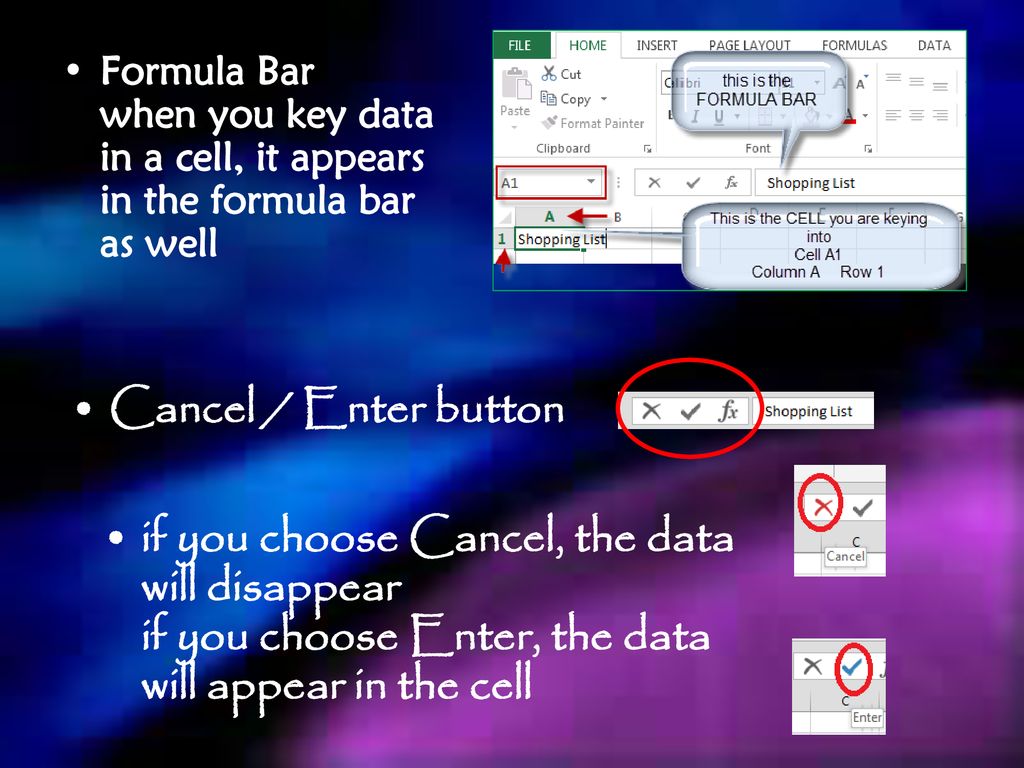 • Formula Bar
when you key data
in a cell, it appears
in the formula bar
as well
FILE HOME INSERT PAGE LAYOUT FORMULAS DATA
Cut
Copy
Format Painter
Paste
Clipboard
Font
this is the
FORMULA BAR
A1
fx
Shopping List
A B
G
1 Shopping List
This is the CELL you are keying
into
Cell A1
Column A Row 1
• Cancel / Enter button
fx Shopping List
• if you choose Cancel, the data
will disappear
if you choose Enter, the data
will appear in the cell
C
Cancel
C
Enter